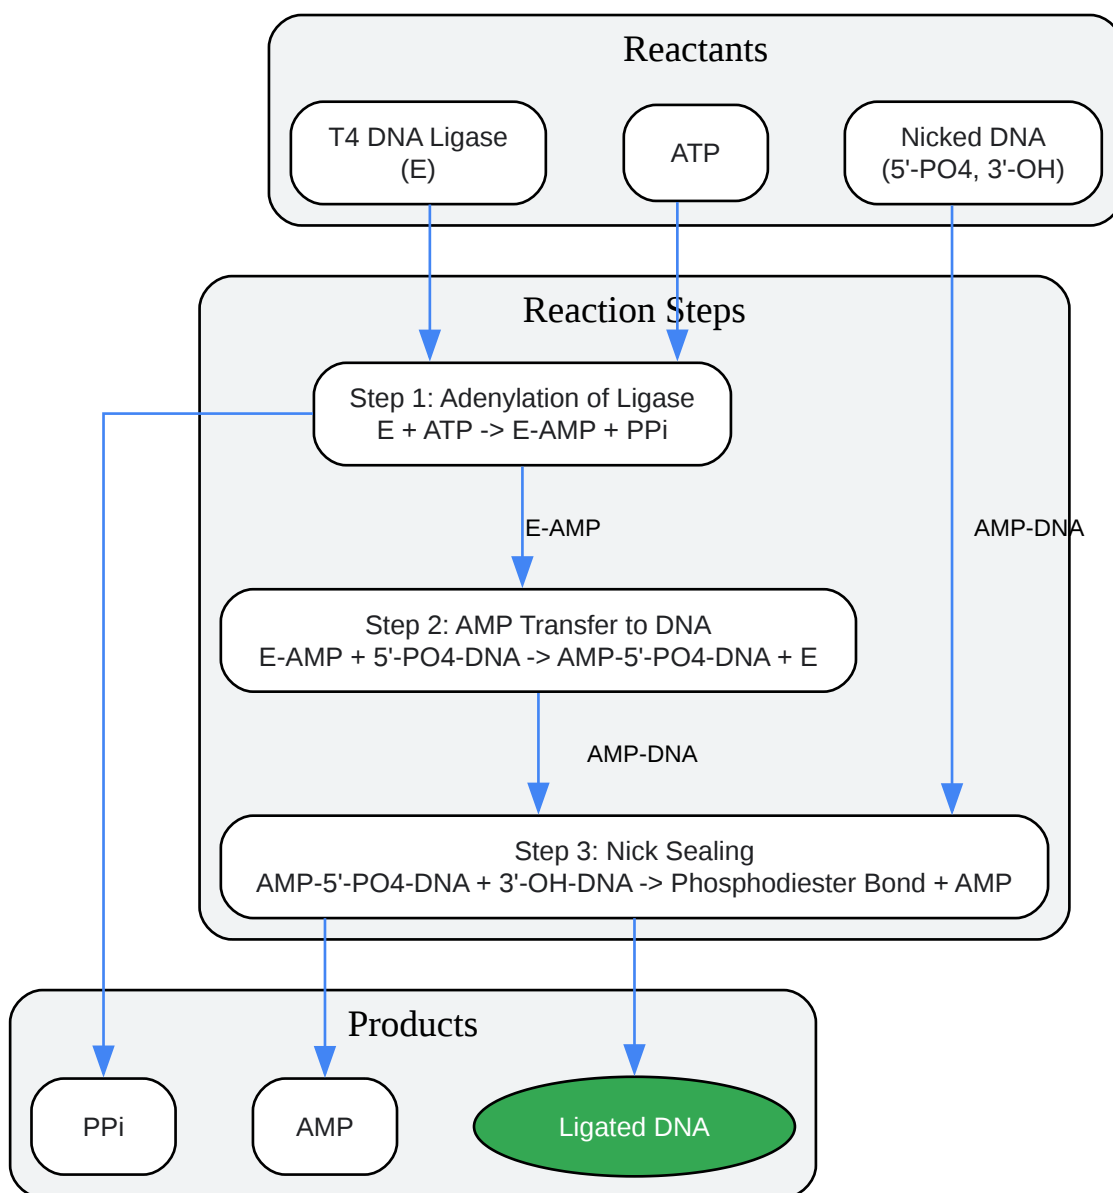 Reactants
T4 DNA Ligase
(E)
ATP
Nicked DNA
(5'-PO4, 3'-OH)
Reaction Steps
Step 1: Adenylation of Ligase
E + ATP -> E-AMP + PPi
E-AMP
AMP-DNA
Step 2: AMP Transfer to DNA
E-AMP + 5'-PO4-DNA -> AMP-5'-PO4-DNA + E
AMP-DNA
Step 3: Nick Sealing
AMP-5'-PO4-DNA + 3'-OH-DNA -> Phosphodiester Bond + AMP
Products
PPi
AMP
Ligated DNA